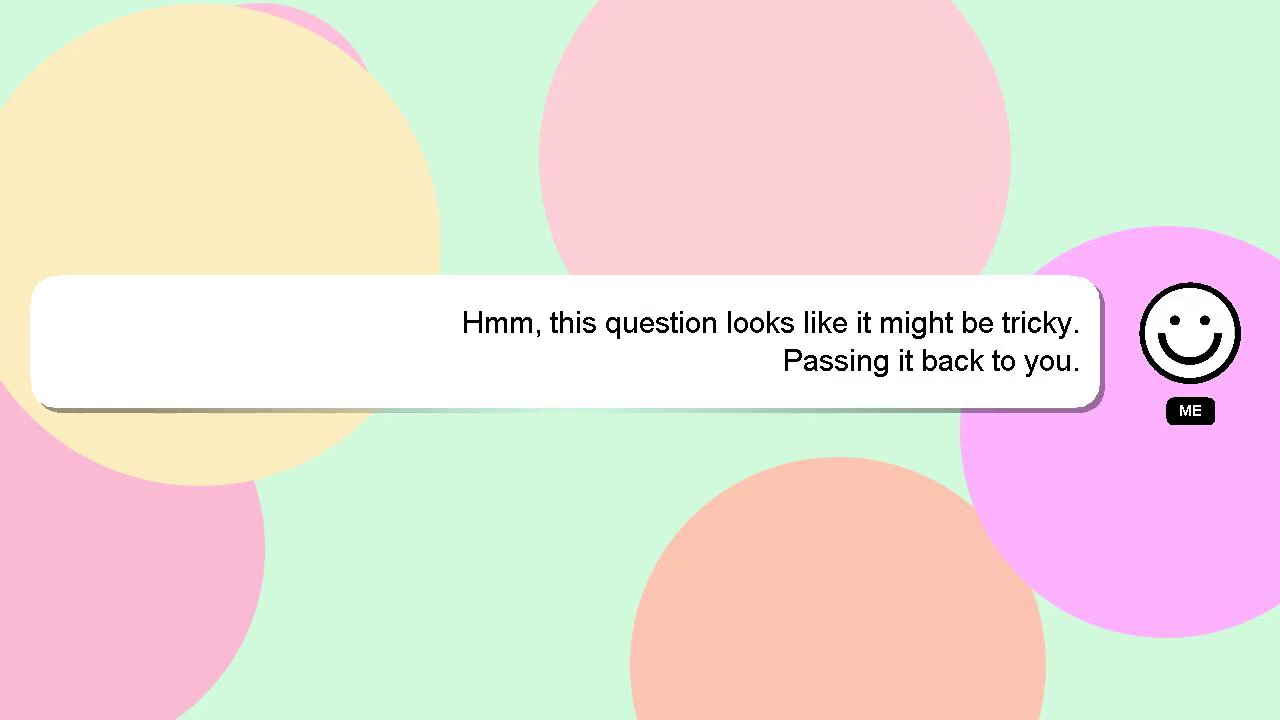 Hmm, this question looks like it might be tricky.
Passing it back to you.
ME